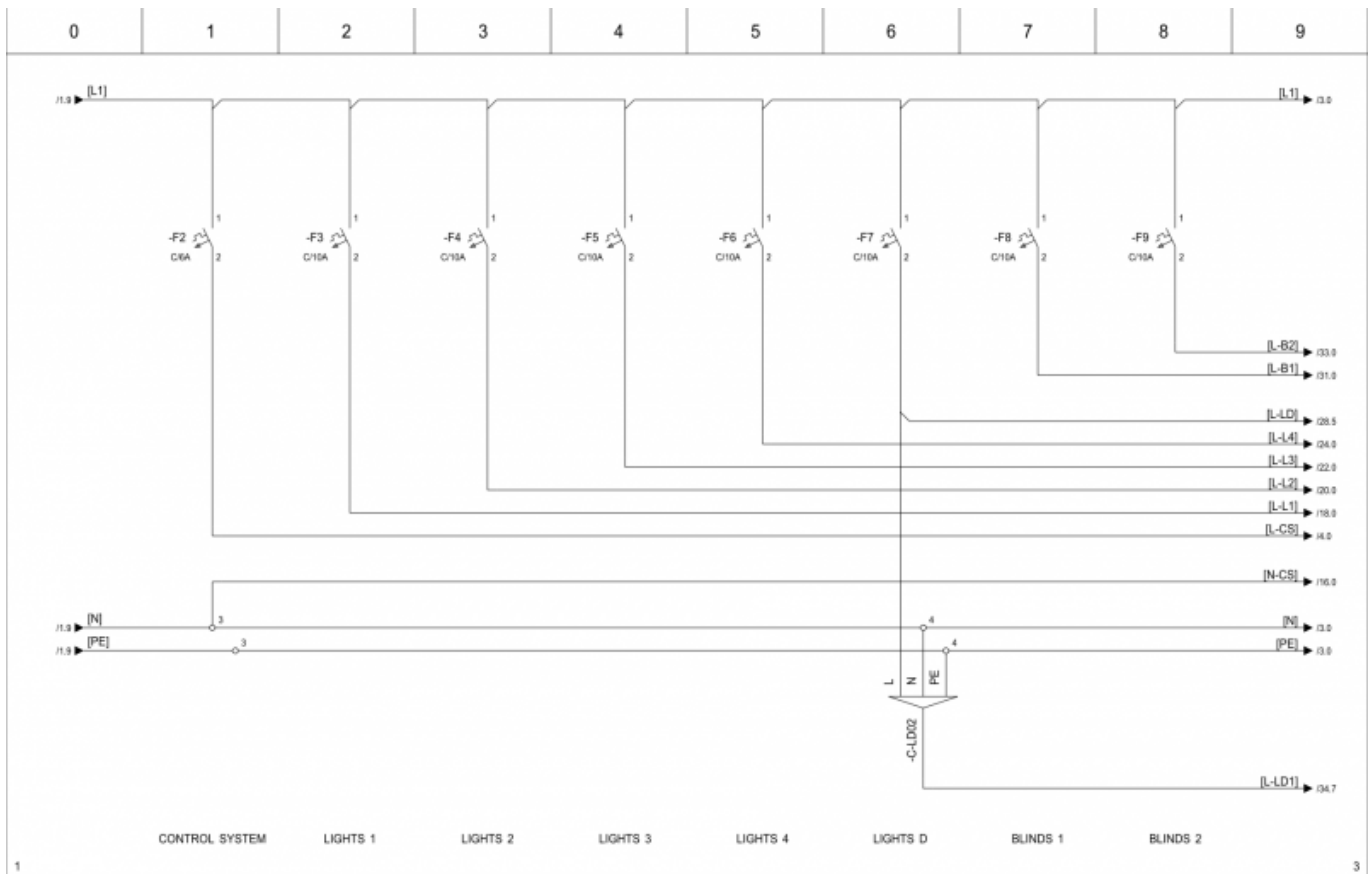 0 1 2 3 4 5 6 7 8 9
/1.9 [L1] [L1] /3.0
1 1 1 1 1 1 1 1
-F2 -F3 -F4 -F5 -F6 -F7 -F8 -F9
C/6A 2 C/10A 2 C/10A 2 C/10A 2 C/10A 2 C/10A 2 C/10A 2 C/10A 2
[L-B2] /33.0
[L-B1] /31.0
[L-LD] /28.5
[L-L4] /24.0
[L-L3] /22.0
[L-L2] /20.0
[L-L1] /18.0
[L-CS] /4.0
[N-CS] /16.0
/1.9 [N] 3 4 [N] /3.0
/1.9 [PE] 3 4 [PE] /3.0
L N PE
-C-LD02
[L-LD1] /34.7
CONTROL SYSTEM LIGHTS 1 LIGHTS 2 LIGHTS 3 LIGHTS 4 LIGHTS D BLINDS 1 BLINDS 2
1 3